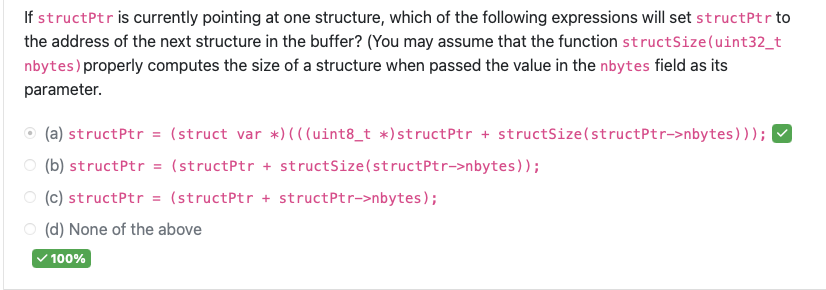 If structPtr is currently pointing at one structure, which of the following expressions will set structPtr to
the address of the next structure in the buffer? (You may assume that the function structSize(uint32_t
nbytes)properly computes the size of a structure when passed the value in the nbytes field as its
parameter.
(a) structPtr = (struct var *)(((uint8_t *)structPtr + structSize(structPtr->nbytes)));
(b) structPtr = (structPtr + structSize(structPtr->nbytes));
(c) structPtr = (structPtr + structPtr->nbytes);
(d) None of the above
✓ 100%